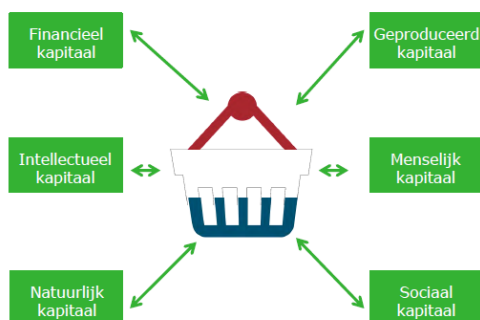 Financieel
kapitaal
Geproduceerd
kapitaal
Intellectueel
kapitaal
Menselijk
kapitaal
Natuurlijk
kapitaal
Sociaal
kapitaal